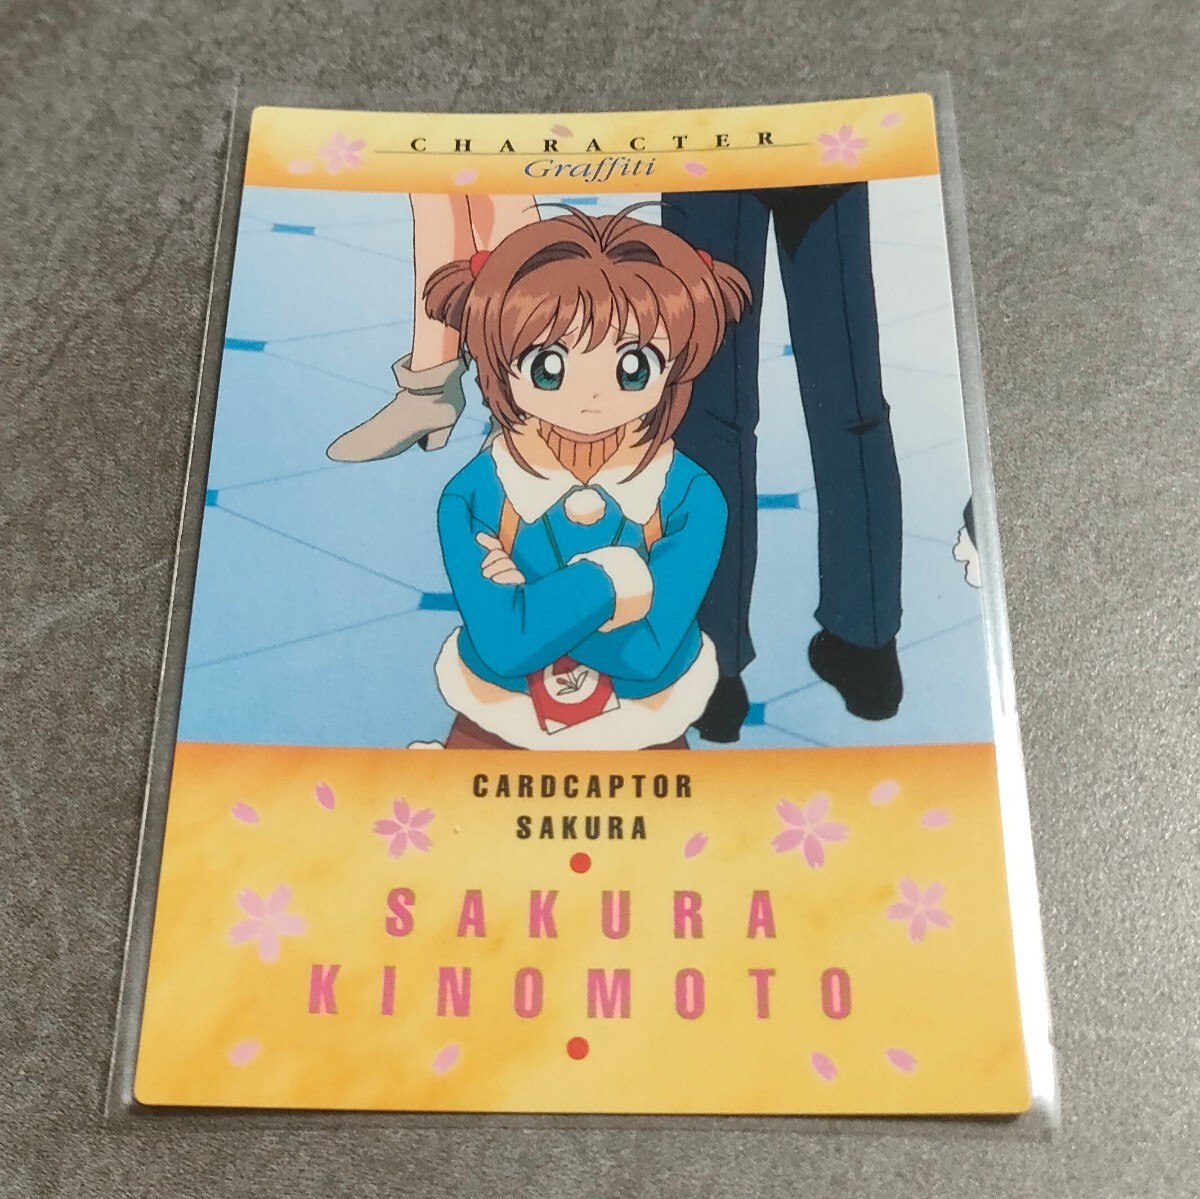 CHARACTER
Graffiti
CARDCAPTOR
SAKURA
SAKURA
KINOMOTO